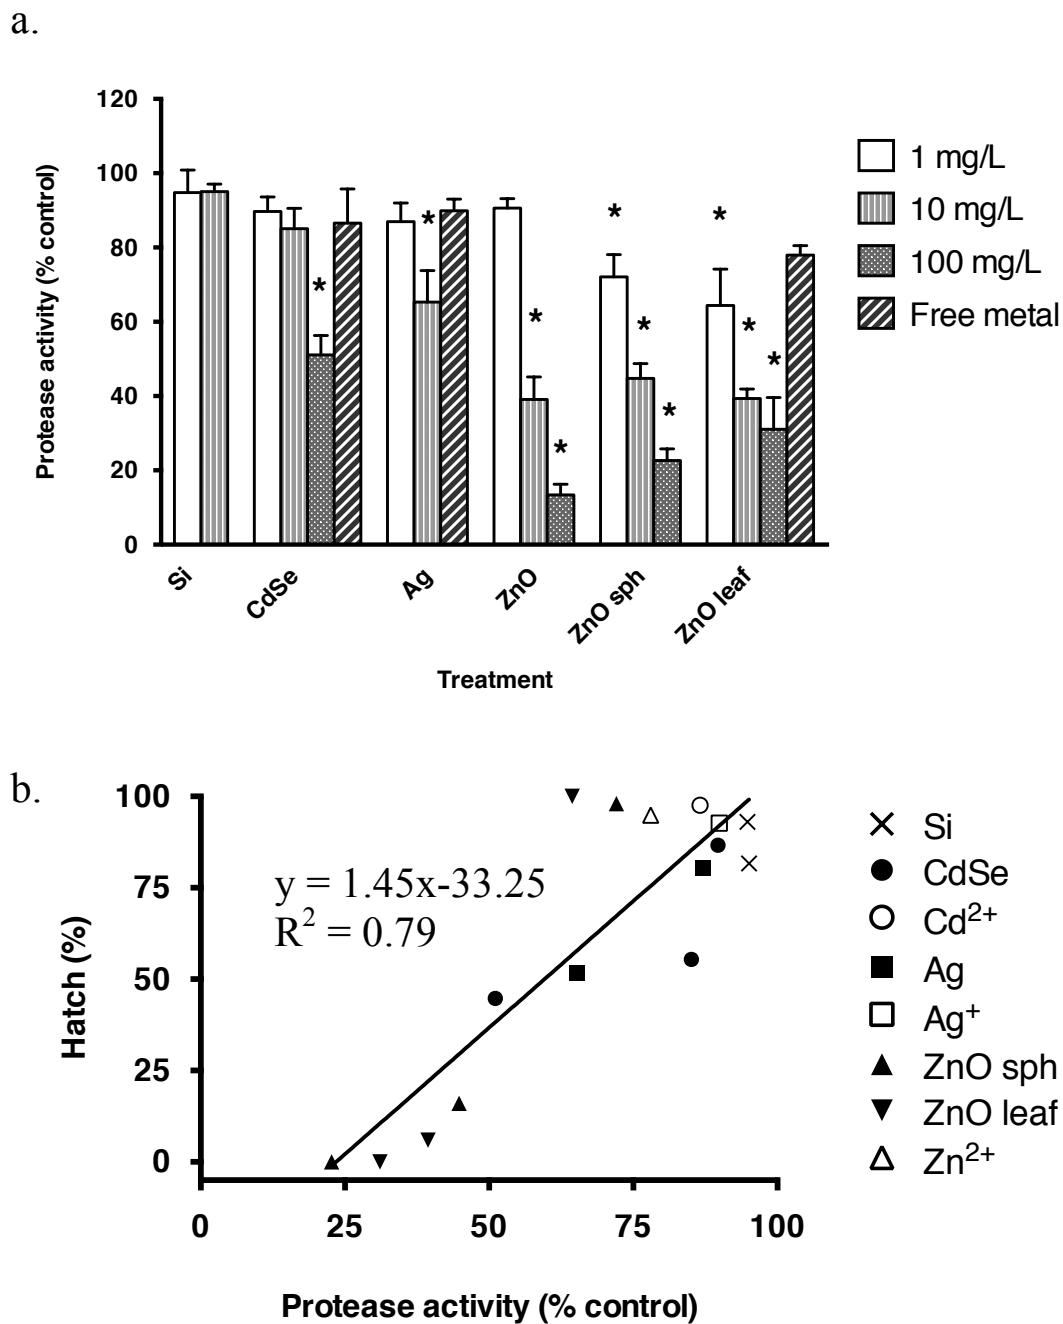 a.
120
100
80
60
40
20
0
Protease activity (% control)
* * * * * * * * * *
1 mg/L
10 mg/L
100 mg/L
Free metal
Si CdSe Ag ZnO ZnO sph ZnO leaf
Treatment
b.
100
75
50
25
0
Hatch (%)
y = 1.45x-33.25
R² = 0.79
Si
CdSe
Cd²⁺
Ag
Ag⁺
ZnO sph
ZnO leaf
Zn²⁺
0 25 50 75 100
Protease activity (% control)